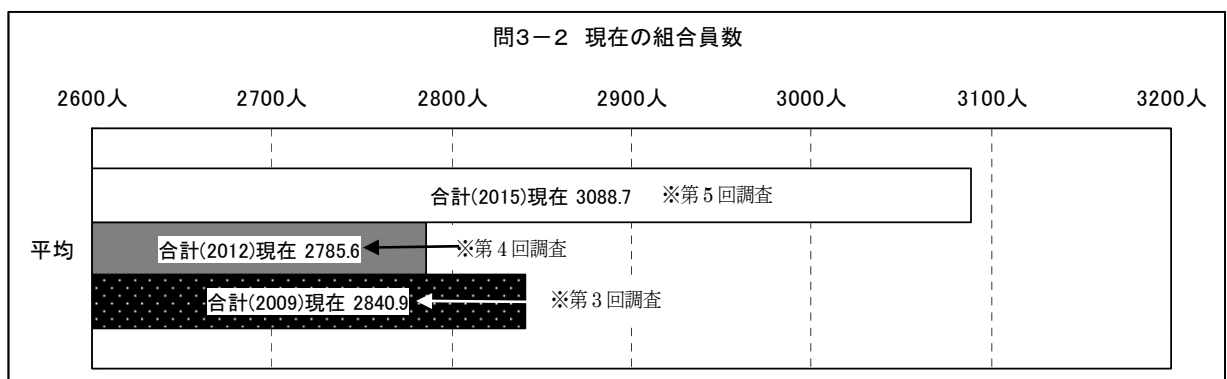 問3－2 現在の組合員数
2600人 2700人 2800人 2900人 3000人 3100人 3200人
合計(2015)現在 3088.7 ※第5回調査
平均
合計(2012)現在 2785.6 ※第4回調査
合計(2009)現在 2840.9 ※第3回調査